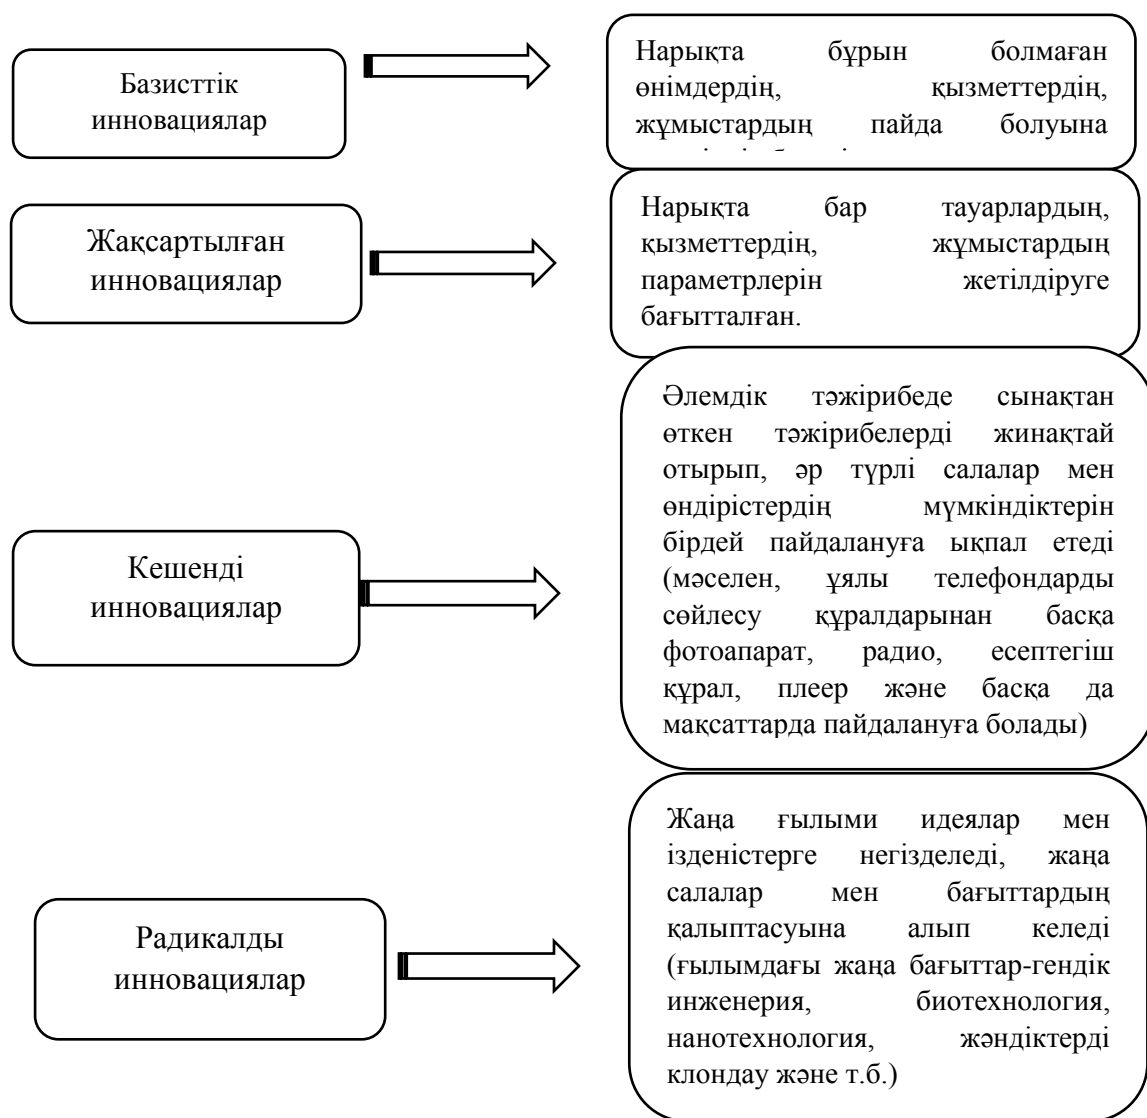 Базисттік
инновациялар
Нарықта бұрын болмаған
өнімдердің, қызметтердің,
жұмыстардың пайда болуына
Жақсартылған
инновациялар
Нарықта бар тауарлардың,
қызметтердің, жұмыстардың
параметрлерін жетілдіруге
бағытталған.
Кешенді
инновациялар
Әлемдік тәжірибеде сынақтан
өткен тәжірибелерді жинақтай
отырып, әр түрлі салалар мен
өндірістердің мүмкіндіктерін
бірдей пайдалануға ықпал етеді
(мәселен, ұялы телефондарды
сөйлесу құралдарынан басқа
фотоапарат, радио, есептегіш
құрал, плеер және басқа да
мақсаттарда пайдалануға болады)
Радикалды
инновациялар
Жаңа ғылыми идеялар мен
ізденістерге негізделеді, жаңа
салалар мен бағыттардың
қалыптасуына алып келеді
(ғылымдағы жаңа бағыттар-гендік
инженерия, биотехнология,
нанотехнология, жәндіктерді
клондау және т.б.)